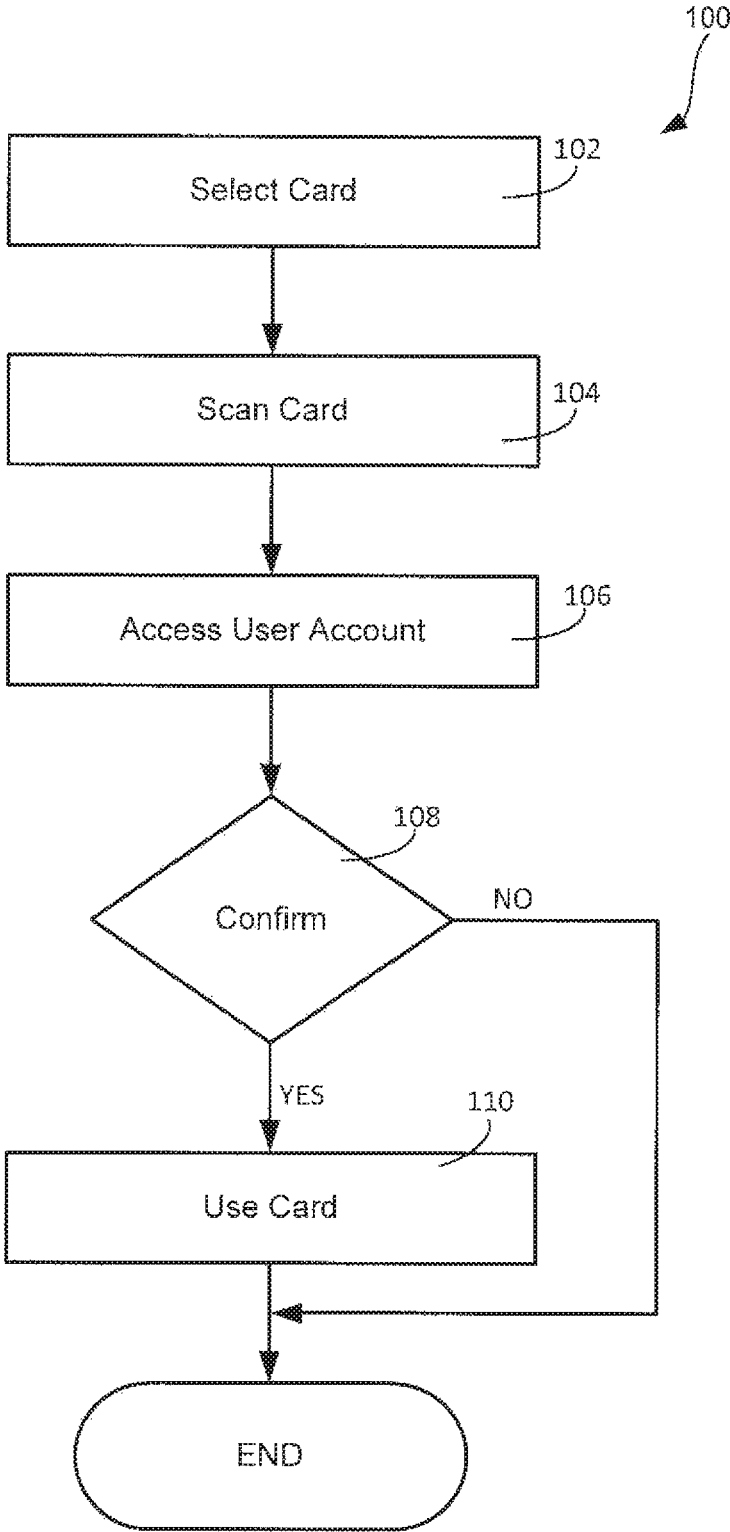 100
102
Select Card
104
Scan Card
106
Access User Account
108
Confirm
NO
YES
110
Use Card
END